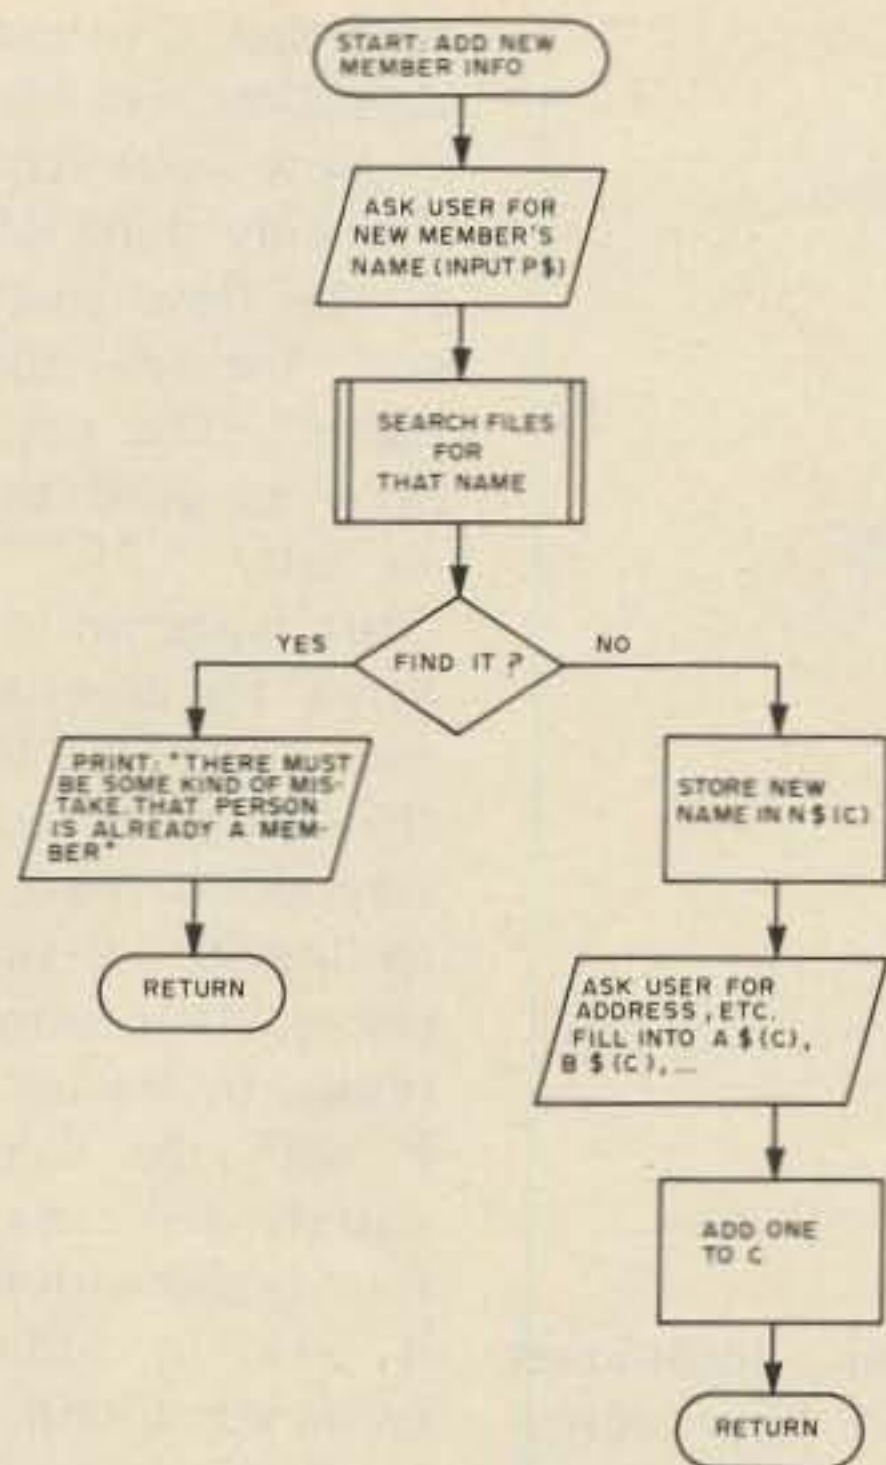 START: ADD NEW
MEMBER INFO
ASK USER FOR
NEW MEMBER'S
NAME (INPUT P$)
SEARCH FILES
FOR
THAT NAME
FIND IT ?
YES
NO
PRINT: "THERE MUST
BE SOME KIND OF MIS-
TAKE. THAT PERSON
IS ALREADY A MEM-
BER"
RETURN
STORE NEW
NAME IN N$(C)
ASK USER FOR
ADDRESS, ETC.
FILL INTO A $(C),
B $(C), ...
ADD ONE
TO C
RETURN